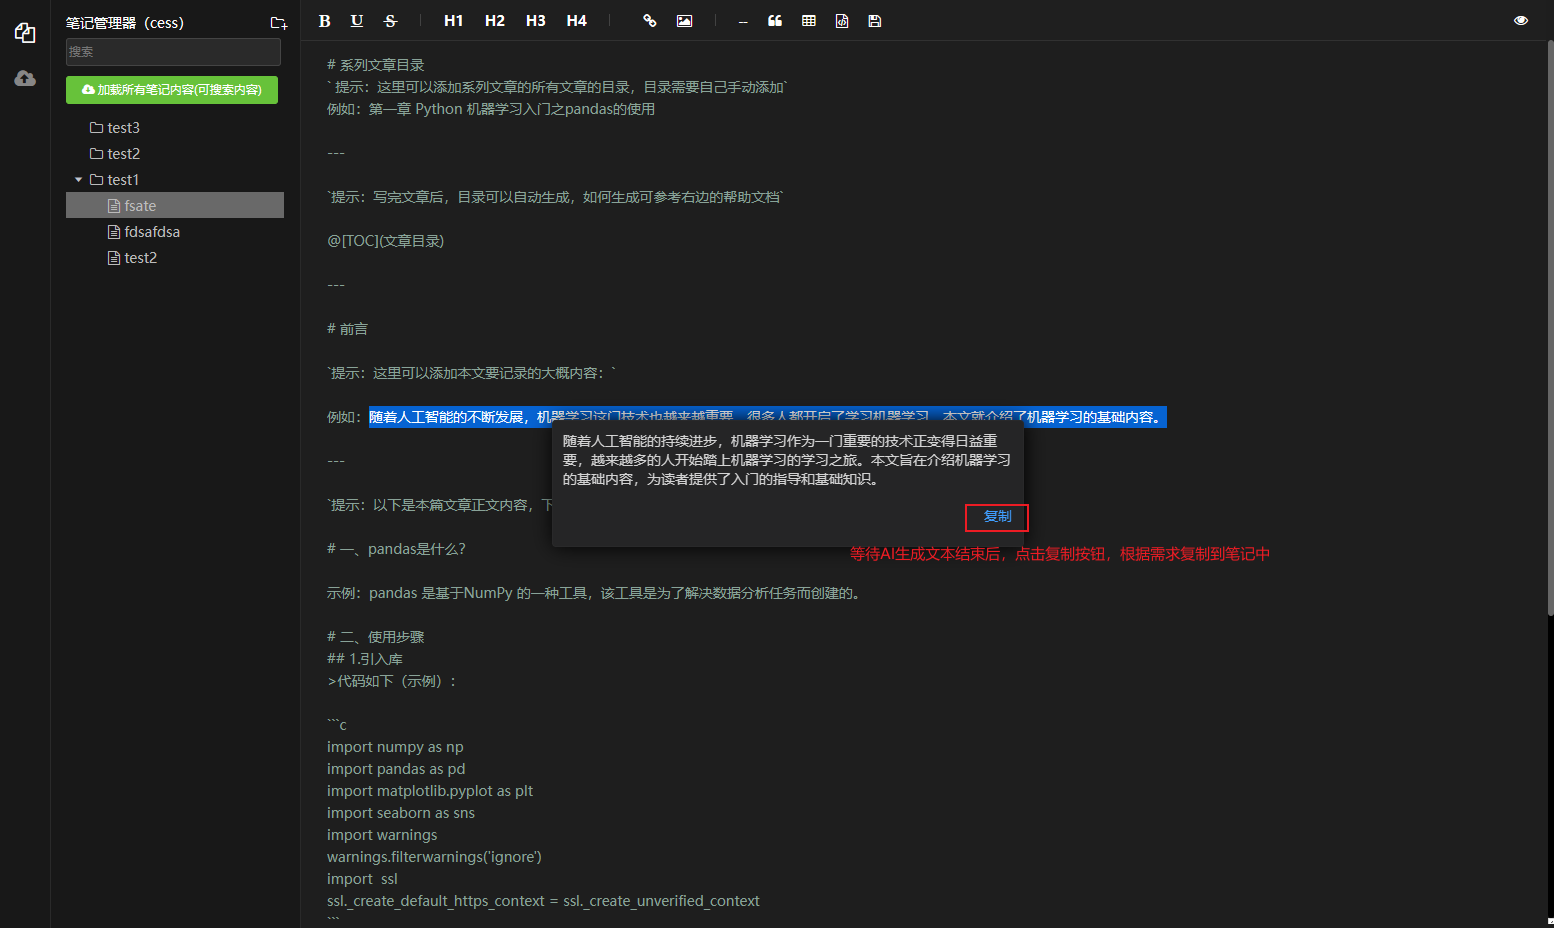 笔记管理器（cess）
搜索
加载所有笔记内容(可搜索内容)
test3
test2
test1
fsate
fdsafdsa
test2
B U S H1 H2 H3 H4
# 系列文章目录
` 提示：这里可以添加系列文章的所有文章的目录，目录需要自己手动添加`
例如：第一章 Python 机器学习入门之pandas的使用
---
`提示：写完文章后，目录可以自动生成，如何生成可参考右边的帮助文档`
@[TOC](文章目录)
---
# 前言
`提示：这里可以添加本文要记录的大概内容：`
例如：随着人工智能的不断发展，机器学习这门技术也越来越重要，很多人都开启了学习机器学习，本文就介绍了机器学习的基础内容。
随着人工智能的持续进步，机器学习作为一门重要的技术正变得日益重
要，越来越多的人开始踏上机器学习的学习之旅。本文旨在介绍机器学习
的基础内容，为读者提供了入门的指导和基础知识。
复制
等待AI生成文本结束后，点击复制按钮，根据需求复制到笔记中
---
`提示：以下是本篇文章正文内容，下
# 一、pandas是什么？
示例：pandas 是基于NumPy 的一种工具，该工具是为了解决数据分析任务而创建的。
# 二、使用步骤
## 1.引入库
>代码如下（示例）：
```c
import numpy as np
import pandas as pd
import matplotlib.pyplot as plt
import seaborn as sns
import warnings
warnings.filterwarnings('ignore')
import  ssl
ssl._create_default_https_context = ssl._create_unverified_context
```